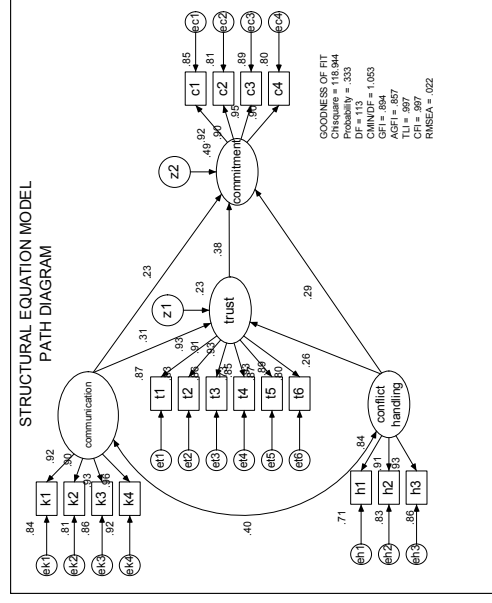 STRUCTURAL EQUATION MODEL
PATH DIAGRAM
ek1
.84
k1
.92
ek2
.81
k2
.90
ek3
.86
k3
.93
ek4
.92
k4
.96
communication
.23
.31
et1
.87
t1
.93
et2
t2
.91
et3
t3
.93
et4
t4
.85
et5
t5
et6
.80
t6
z1
.23
trust
.38
.40
.26
.29
eh1
.71
h1
.84
eh2
.83
h2
.91
eh3
.86
h3
.93
conflict
handling
z2
.49
commitment
.92
c1
.85
ec1
.90
c2
.81
ec2
.95
c3
.89
ec3
.90
c4
.80
ec4
GOODNESS OF FIT
Chisquare = 118.944
Probability = .333
DF = 113
CMIN/DF = 1.053
GFI = .894
AGFI = .857
TLI = .997
CFI = .997
RMSEA = .022